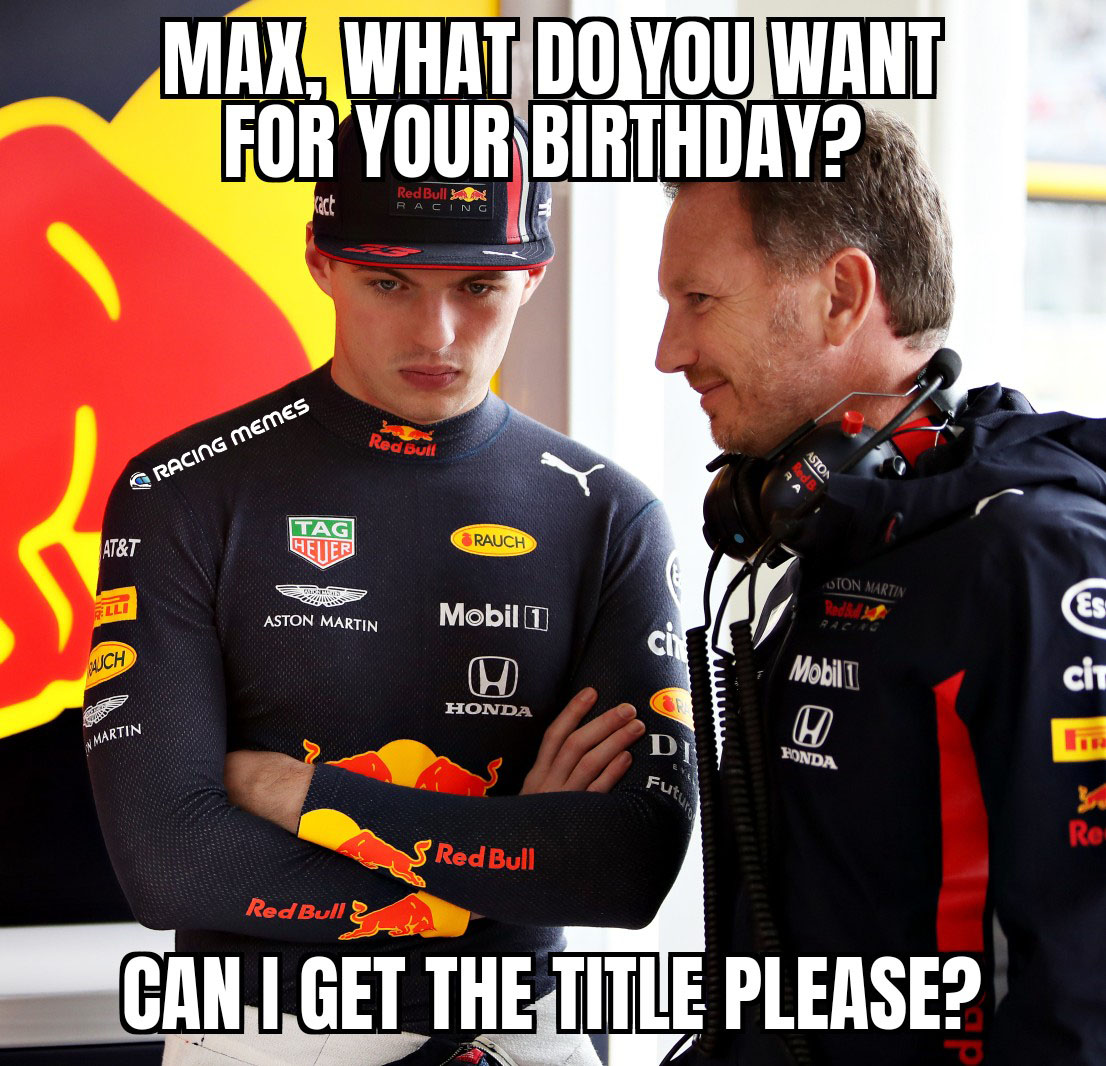 MAX, WHAT DO YOU WANT
FOR YOUR BIRTHDAY?
Red Bull
RACING
33
RACING MEMES
Red Bull
TAG
HEUER
RAUCH
AT&T
ASTON MARTIN
Mobil 1
HONDA
MARTIN
Red Bull
Red Bull
ASTON MARTIN
Red Bull
RACING
Mobil 1
HONDA
CAN I GET THE TITLE PLEASE?